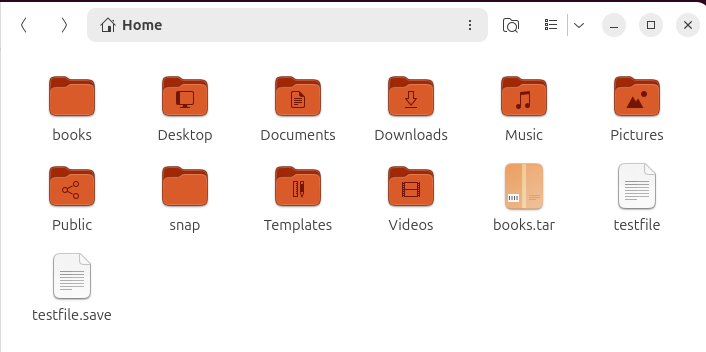 Home
books Desktop Documents Downloads Music Pictures
Public snap Templates Videos books.tar testfile
testfile.save